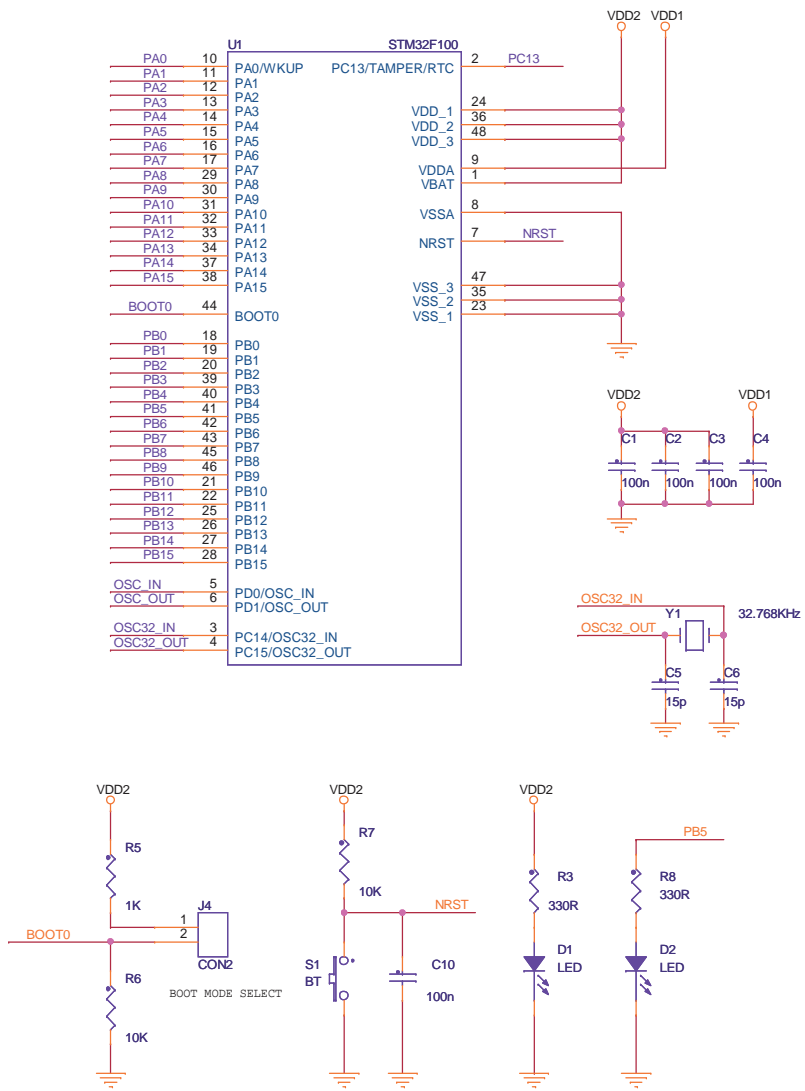 VDD2 VDD1
U1 STM32F100
PA0 10 PA0/WKUP PC13/TAMPER/RTC 2 PC13
PA1 11 PA1
PA2 12 PA2
PA3 13 PA3 VDD_1 24
PA4 14 PA4 VDD_2 36
PA5 15 PA5 VDD_3 48
PA6 16 PA6
PA7 17 PA7 VDDA 9
PA8 29 PA8 VBAT 1
PA9 30 PA9
PA10 31 PA10 VSSA 8
PA11 32 PA11
PA12 33 PA12 NRST 7 NRST
PA13 34 PA13
PA14 37 PA14
PA15 38 PA15 VSS_3 47
VSS_2 35
BOOT0 44 BOOT0 VSS_1 23
PB0 18 PB0
PB1 19 PB1
PB2 20 PB2
PB3 39 PB3
PB4 40 PB4
PB5 41 PB5
PB6 42 PB6
PB7 43 PB7
PB8 45 PB8
PB9 46 PB9
PB10 21 PB10
PB11 22 PB11
PB12 25 PB12
PB13 26 PB13
PB14 27 PB14
PB15 28 PB15
OSC_IN 5 PD0/OSC_IN
OSC_OUT 6 PD1/OSC_OUT
OSC32_IN 3 PC14/OSC32_IN
OSC32_OUT 4 PC15/OSC32_OUT
VDD2 VDD1
C1 C2 C3 C4
100n 100n 100n 100n
OSC32_IN
OSC32_OUT Y1 32.768KHz
C5 C6
15p 15p
VDD2
R5
1K
J4
1
BOOT0 2
CON2
R6
BOOT MODE SELECT
10K
VDD2
R7
10K
NRST
S1 C10
BT
100n
VDD2
R3
330R
D1
LED
PB5
R8
330R
D2
LED